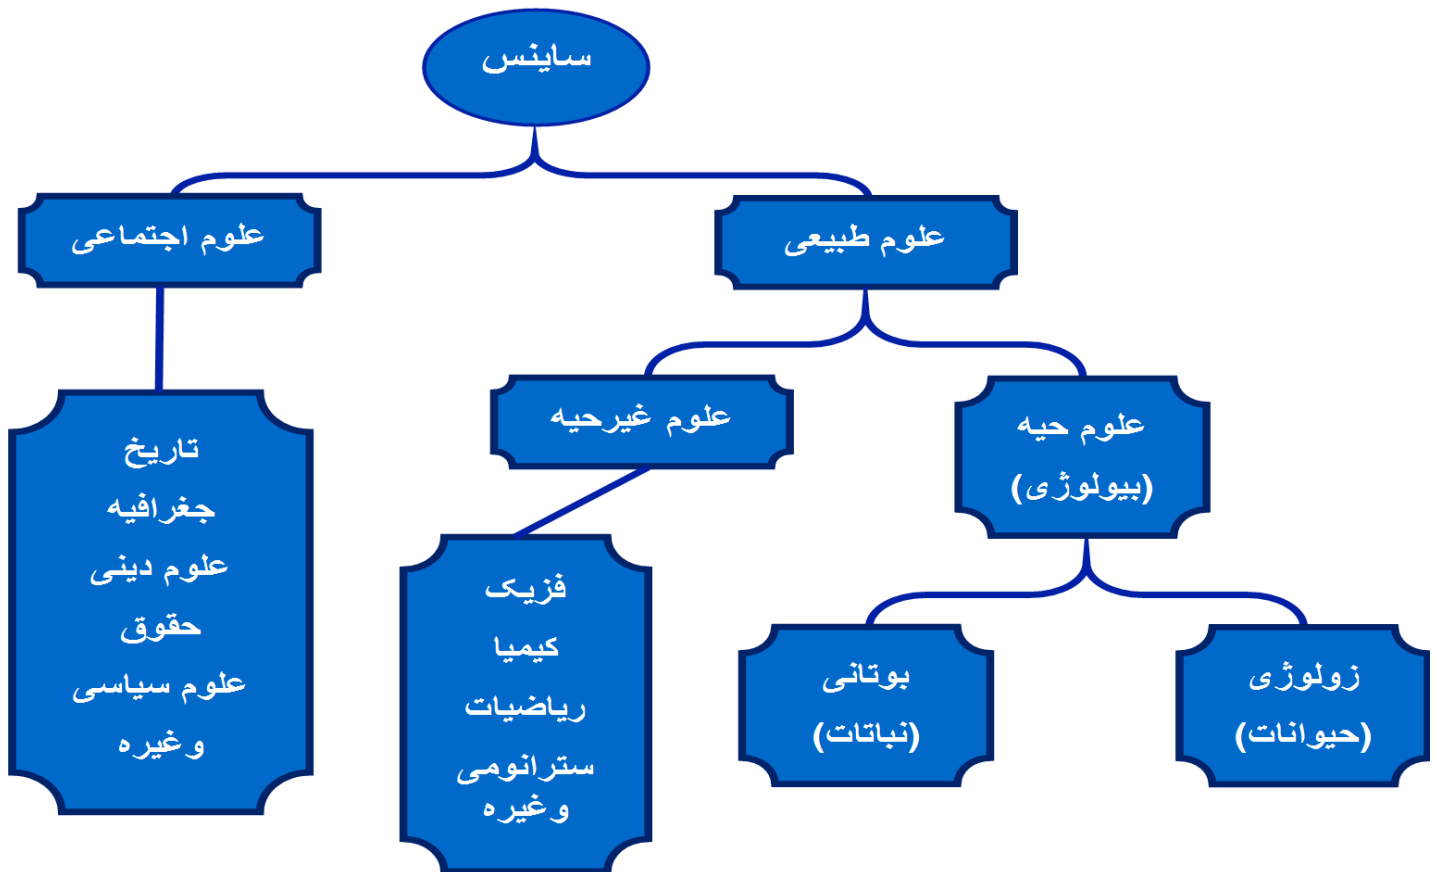 ساینس
علوم طبیعی
علوم اجتماعی
علوم حیه
(بیولوژی)
علوم غیرحیه
زولوژی
(حیوانات)
بوتانی
(نباتات)
فزیک
کیمیا
ریاضیات
سترانومی
وغیره
تاریخ
جغرافیه
علوم دینی
حقوق
علوم سیاسی
وغیره